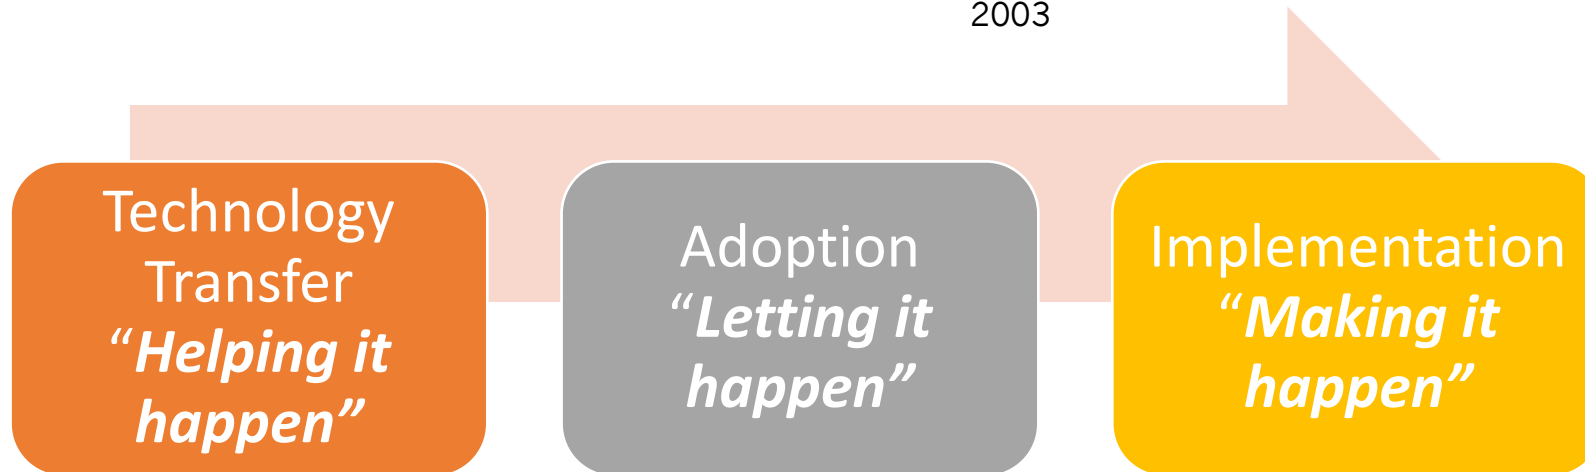 2003
Technology
Transfer
“Helping it
happen”
Adoption
“Letting it
happen”
Implementation
“Making it
happen”